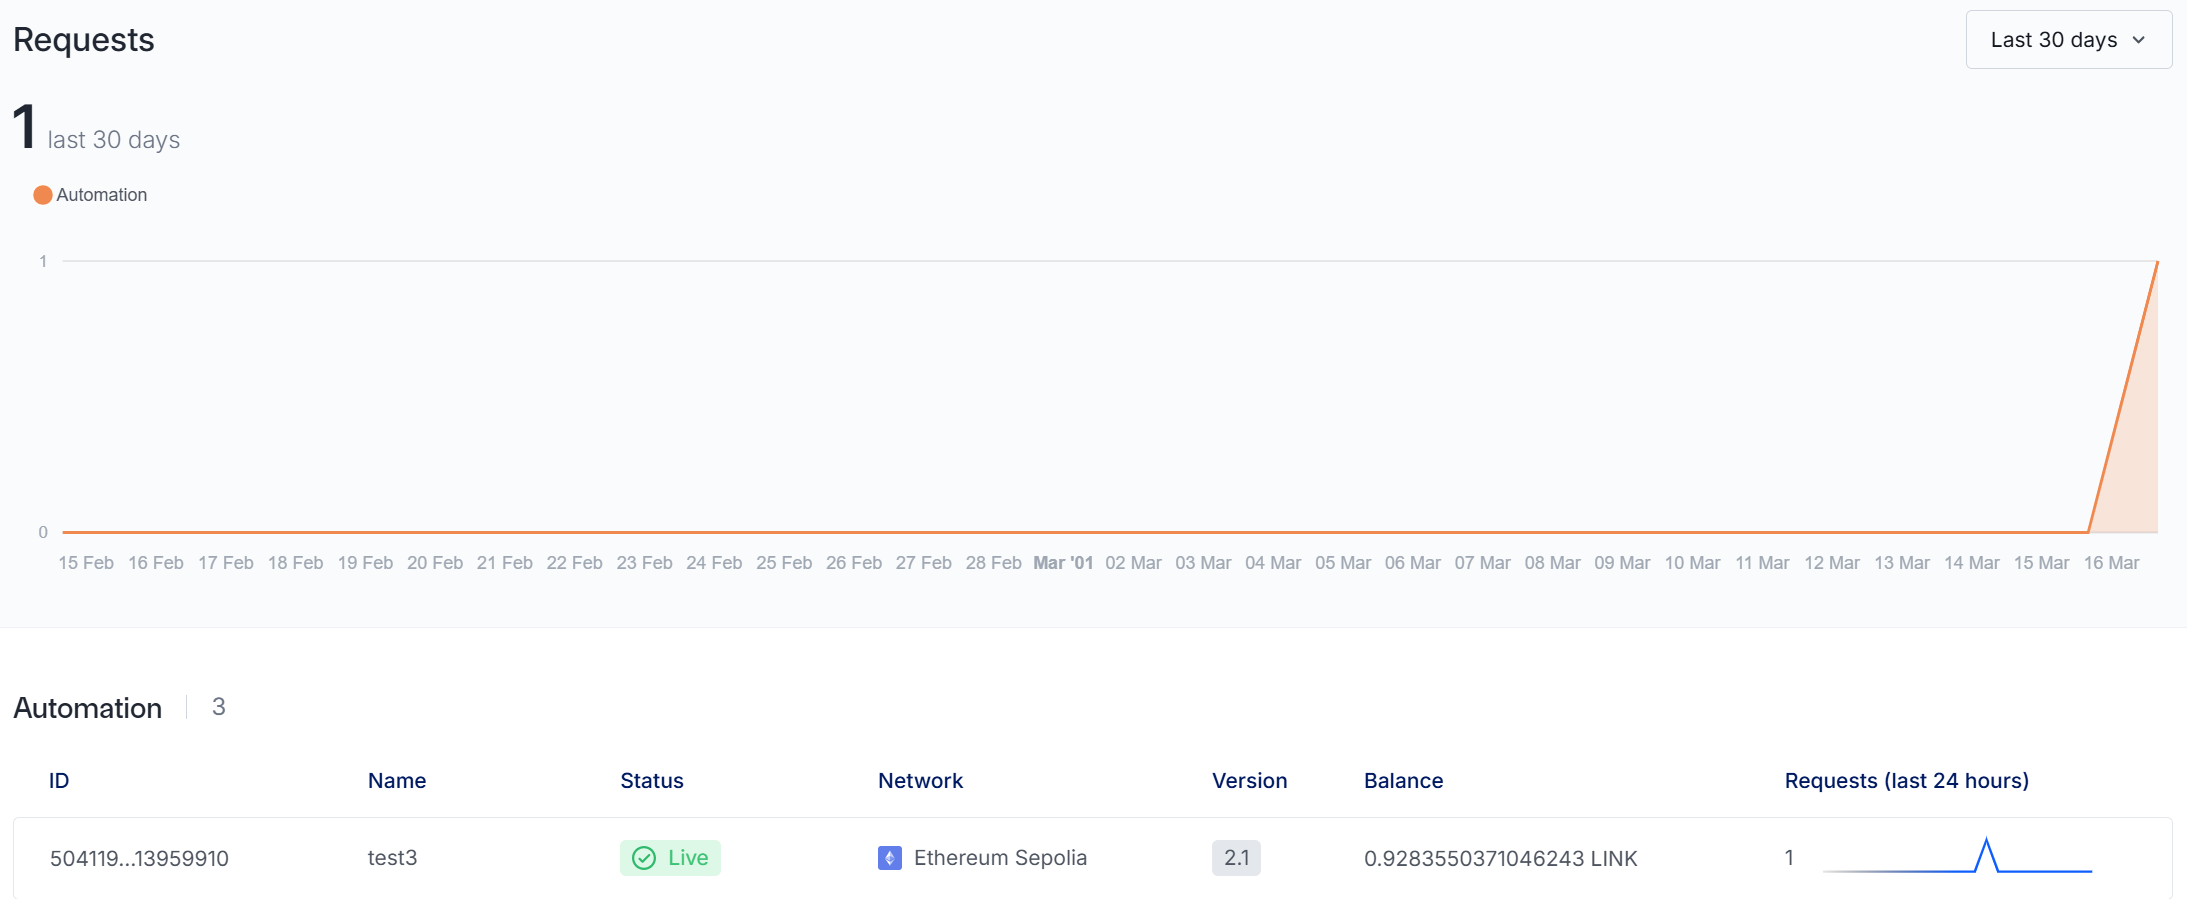 Requests
Last 30 days
1 last 30 days
Automation
1
0
15 Feb 16 Feb 17 Feb 18 Feb 19 Feb 20 Feb 21 Feb 22 Feb 23 Feb 24 Feb 25 Feb 26 Feb 27 Feb 28 Feb Mar '01 02 Mar 03 Mar 04 Mar 05 Mar 06 Mar 07 Mar 08 Mar 09 Mar 10 Mar 11 Mar 12 Mar 13 Mar 14 Mar 15 Mar 16 Mar
Automation 3
ID Name Status Network Version Balance Requests (last 24 hours)
504119...13959910 test3 Live Ethereum Sepolia 2.1 0.9283550371046243 LINK 1